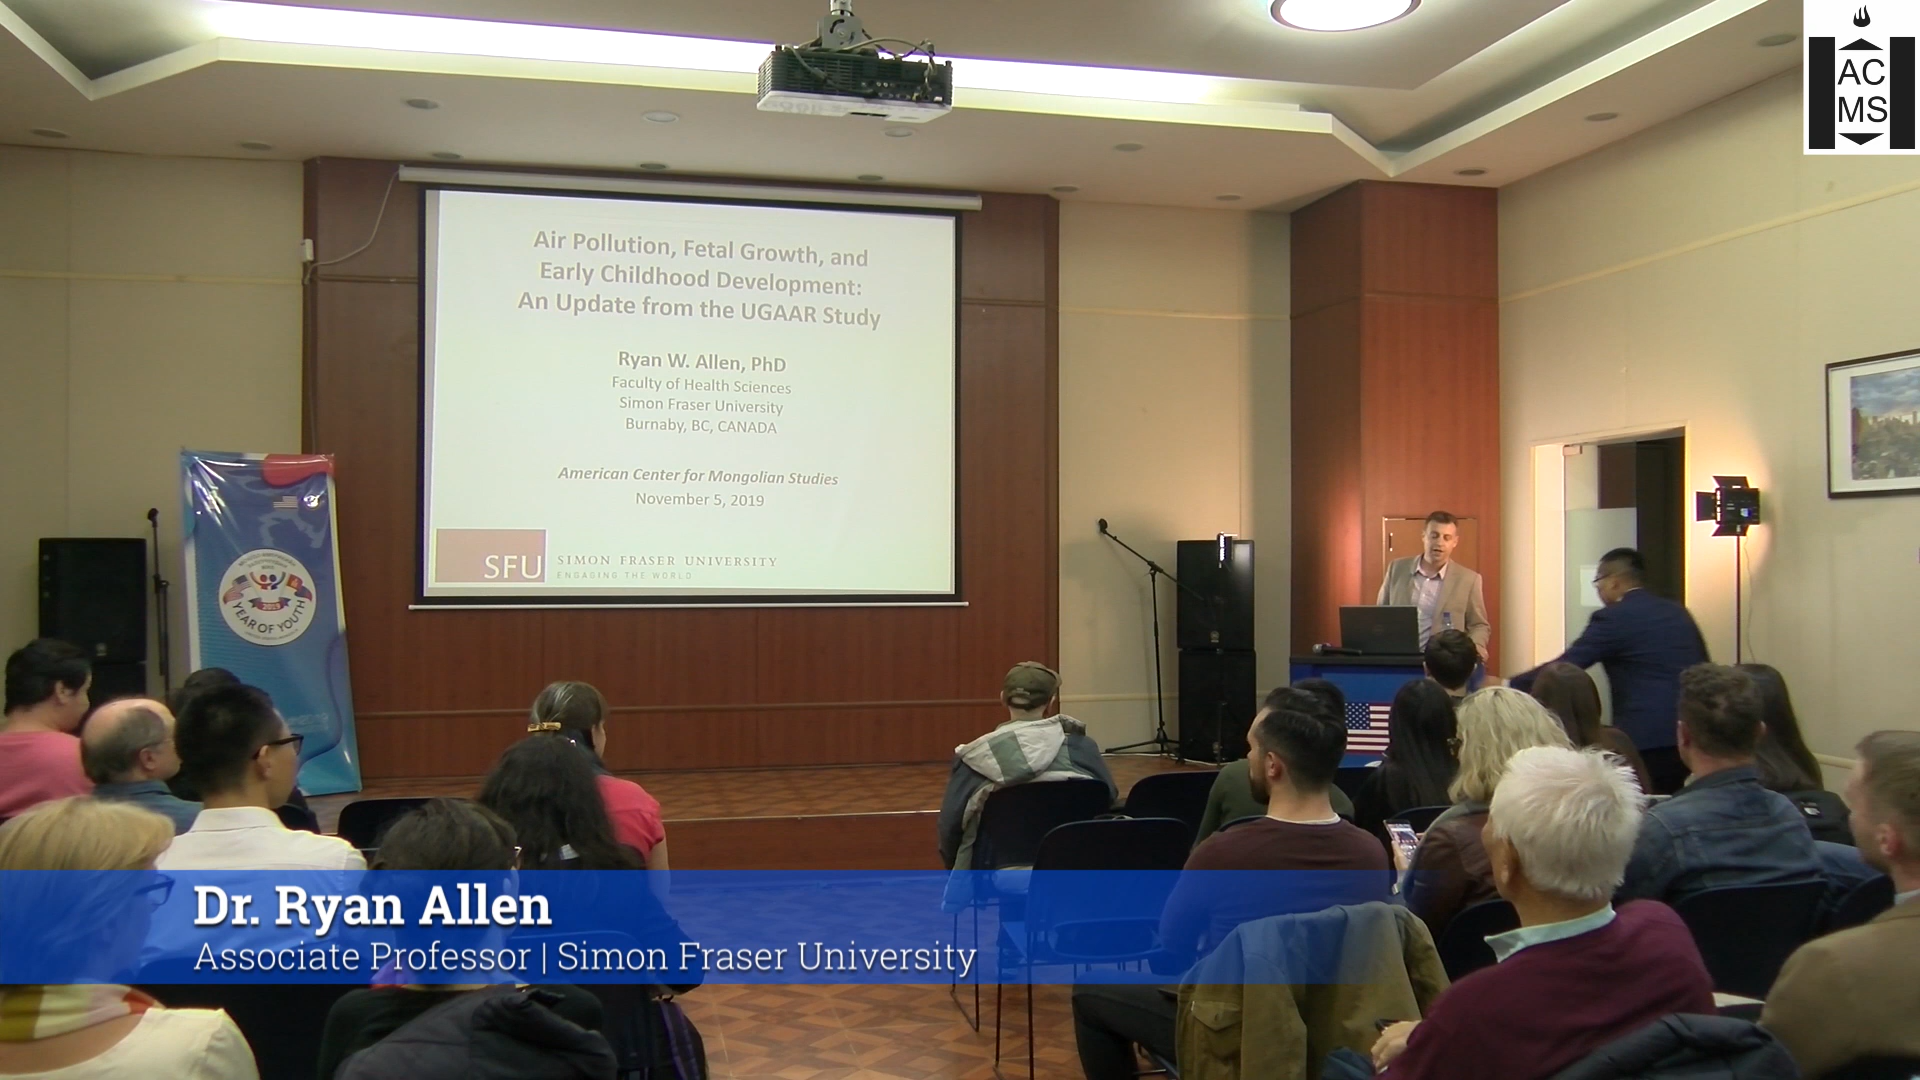 AC
MS
Air Pollution, Fetal Growth, and
Early Childhood Development:
An Update from the UGAAR Study
Ryan W. Allen, PhD
Faculty of Health Sciences
Simon Fraser University
Burnaby, BC, CANADA
American Center for Mongolian Studies
November 5, 2019
SFU SIMON FRASER UNIVERSITY
ENGAGING THE WORLD
2019
YEAR OF YOUTH
Dr. Ryan Allen
Associate Professor | Simon Fraser University